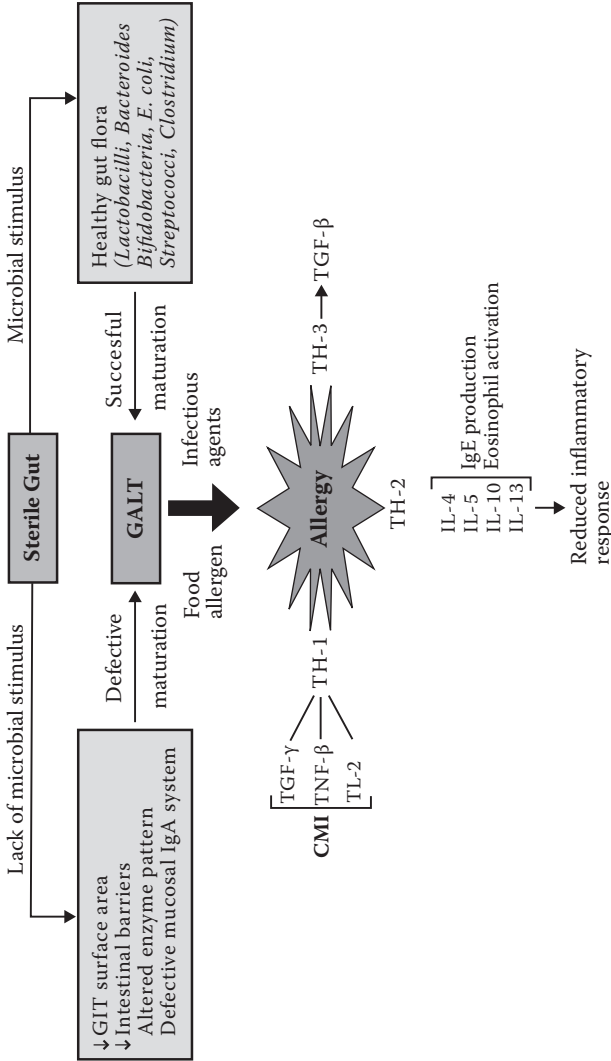 Sterile Gut
Lack of microbial stimulus
Microbial stimulus
↓GIT surface area
↓Intestinal barriers
Altered enzyme pattern
Defective mucosal IgA system
Defective
maturation
GALT
Succesful
maturation
Healthy gut flora
(Lactobacilli, Bacteroides
Bifidobacteria, E. coli,
Streptococci, Clostridium)
Food
allergen
Infectious
agents
Allergy
CMI
TGF-γ
TNF-β
TL-2
TH-1
TH-2
TH-3
TGF-β
IL-4
IL-5
IL-10
IL-13
IgE production
Eosinophil activation
Reduced inflammatory
response